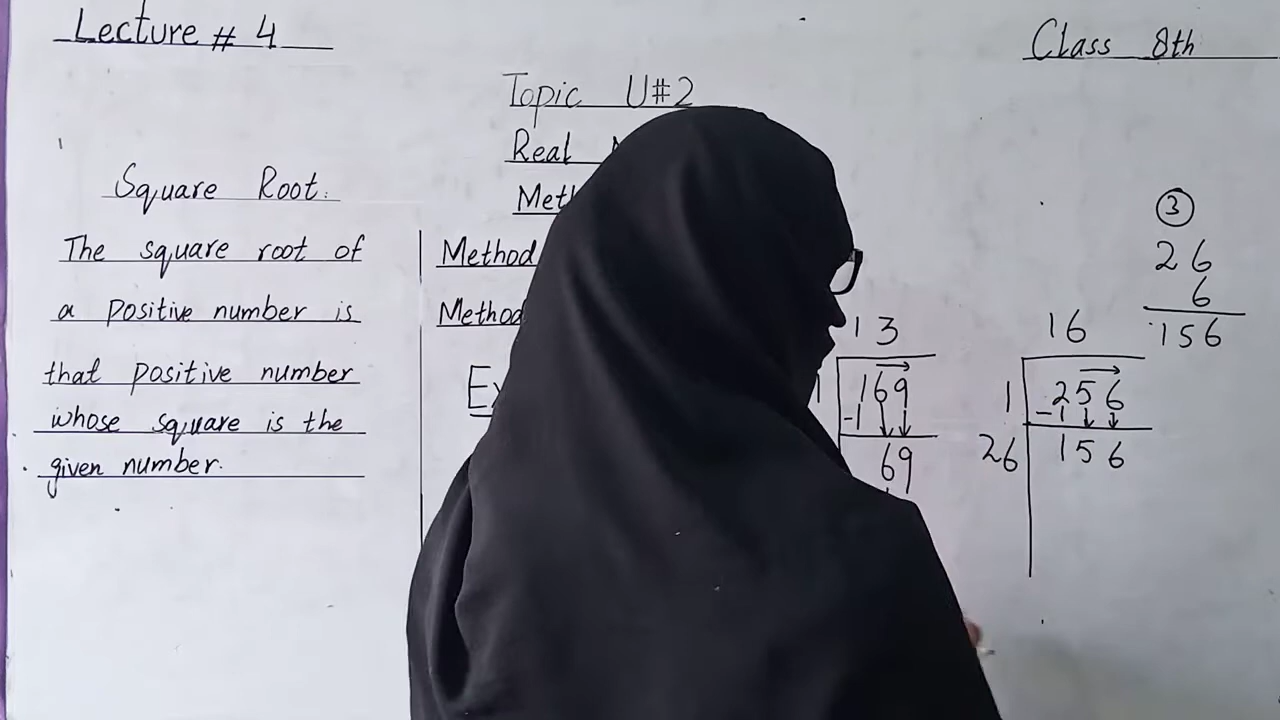 Lecture # 4
Class 8th
Topic U#2
Real
Square Root.
The square root of
a positive number is
that positive number
whose square is the
given number.
Method
Method
13
169
-1
69
16
1 256
-1
26 156
3
26
6
156